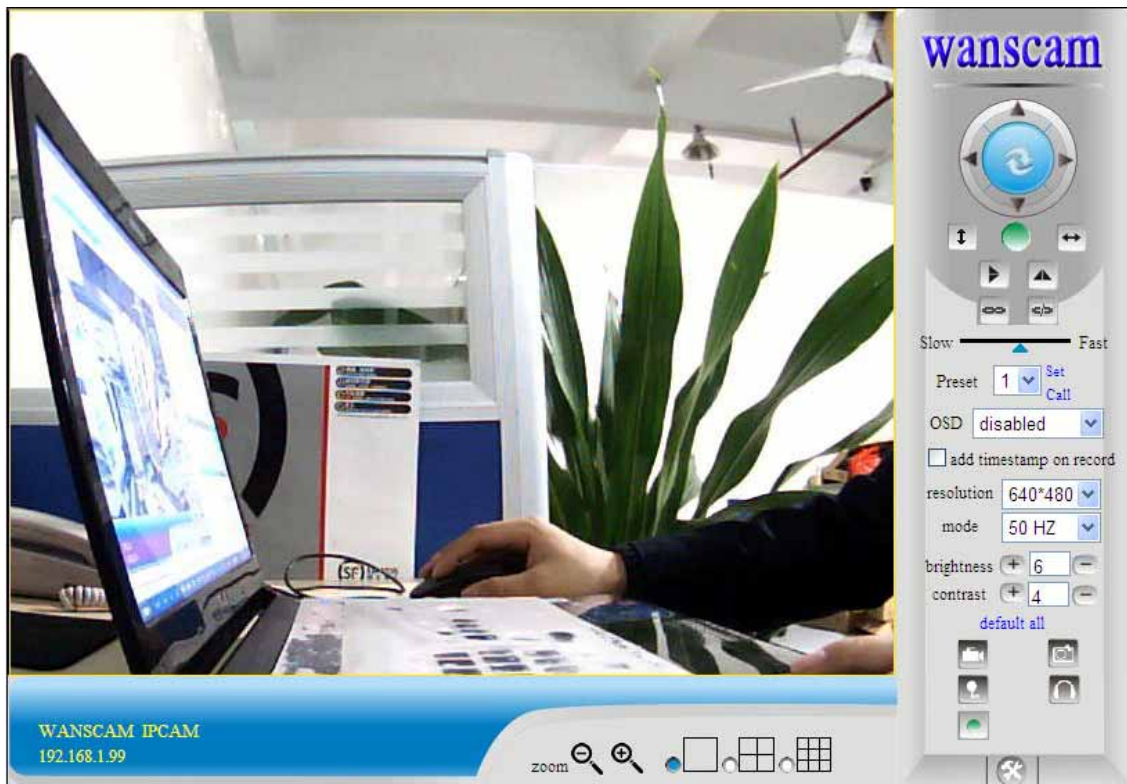 wanscam
Slow Fast
Preset 1 Set
Call
OSD disabled
add timestamp on record
resolution 640*480
mode 50 HZ
brightness + 6 −
contrast + 4 −
default all
(SF)
WANSCAM IPCAM
192.168.1.99
zoom